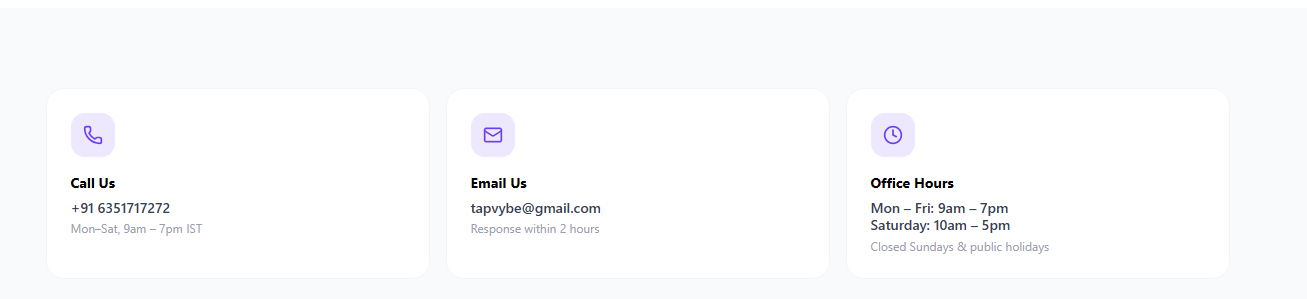 Call Us
+91 6351717272
Mon–Sat, 9am – 7pm IST
Email Us
tapvybe@gmail.com
Response within 2 hours
Office Hours
Mon – Fri: 9am – 7pm
Saturday: 10am – 5pm
Closed Sundays & public holidays